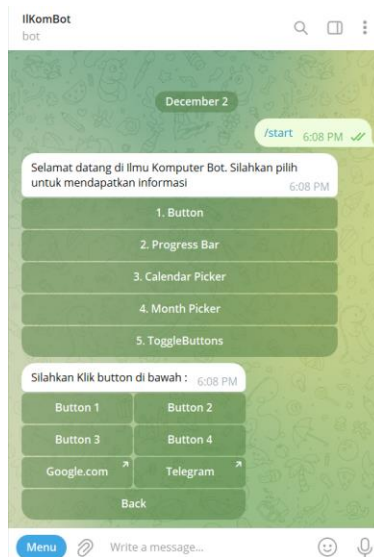 IlKomBot
bot
December 2
/start 6:08 PM
Selamat datang di Ilmu Komputer Bot. Silahkan pilih
untuk mendapatkan informasi 6:08 PM
1. Button
2. Progress Bar
3. Calendar Picker
4. Month Picker
5. ToggleButtons
Silahkan Klik button di bawah : 6:08 PM
Button 1 Button 2
Button 3 Button 4
Google.com Telegram
Back
Menu Write a message...